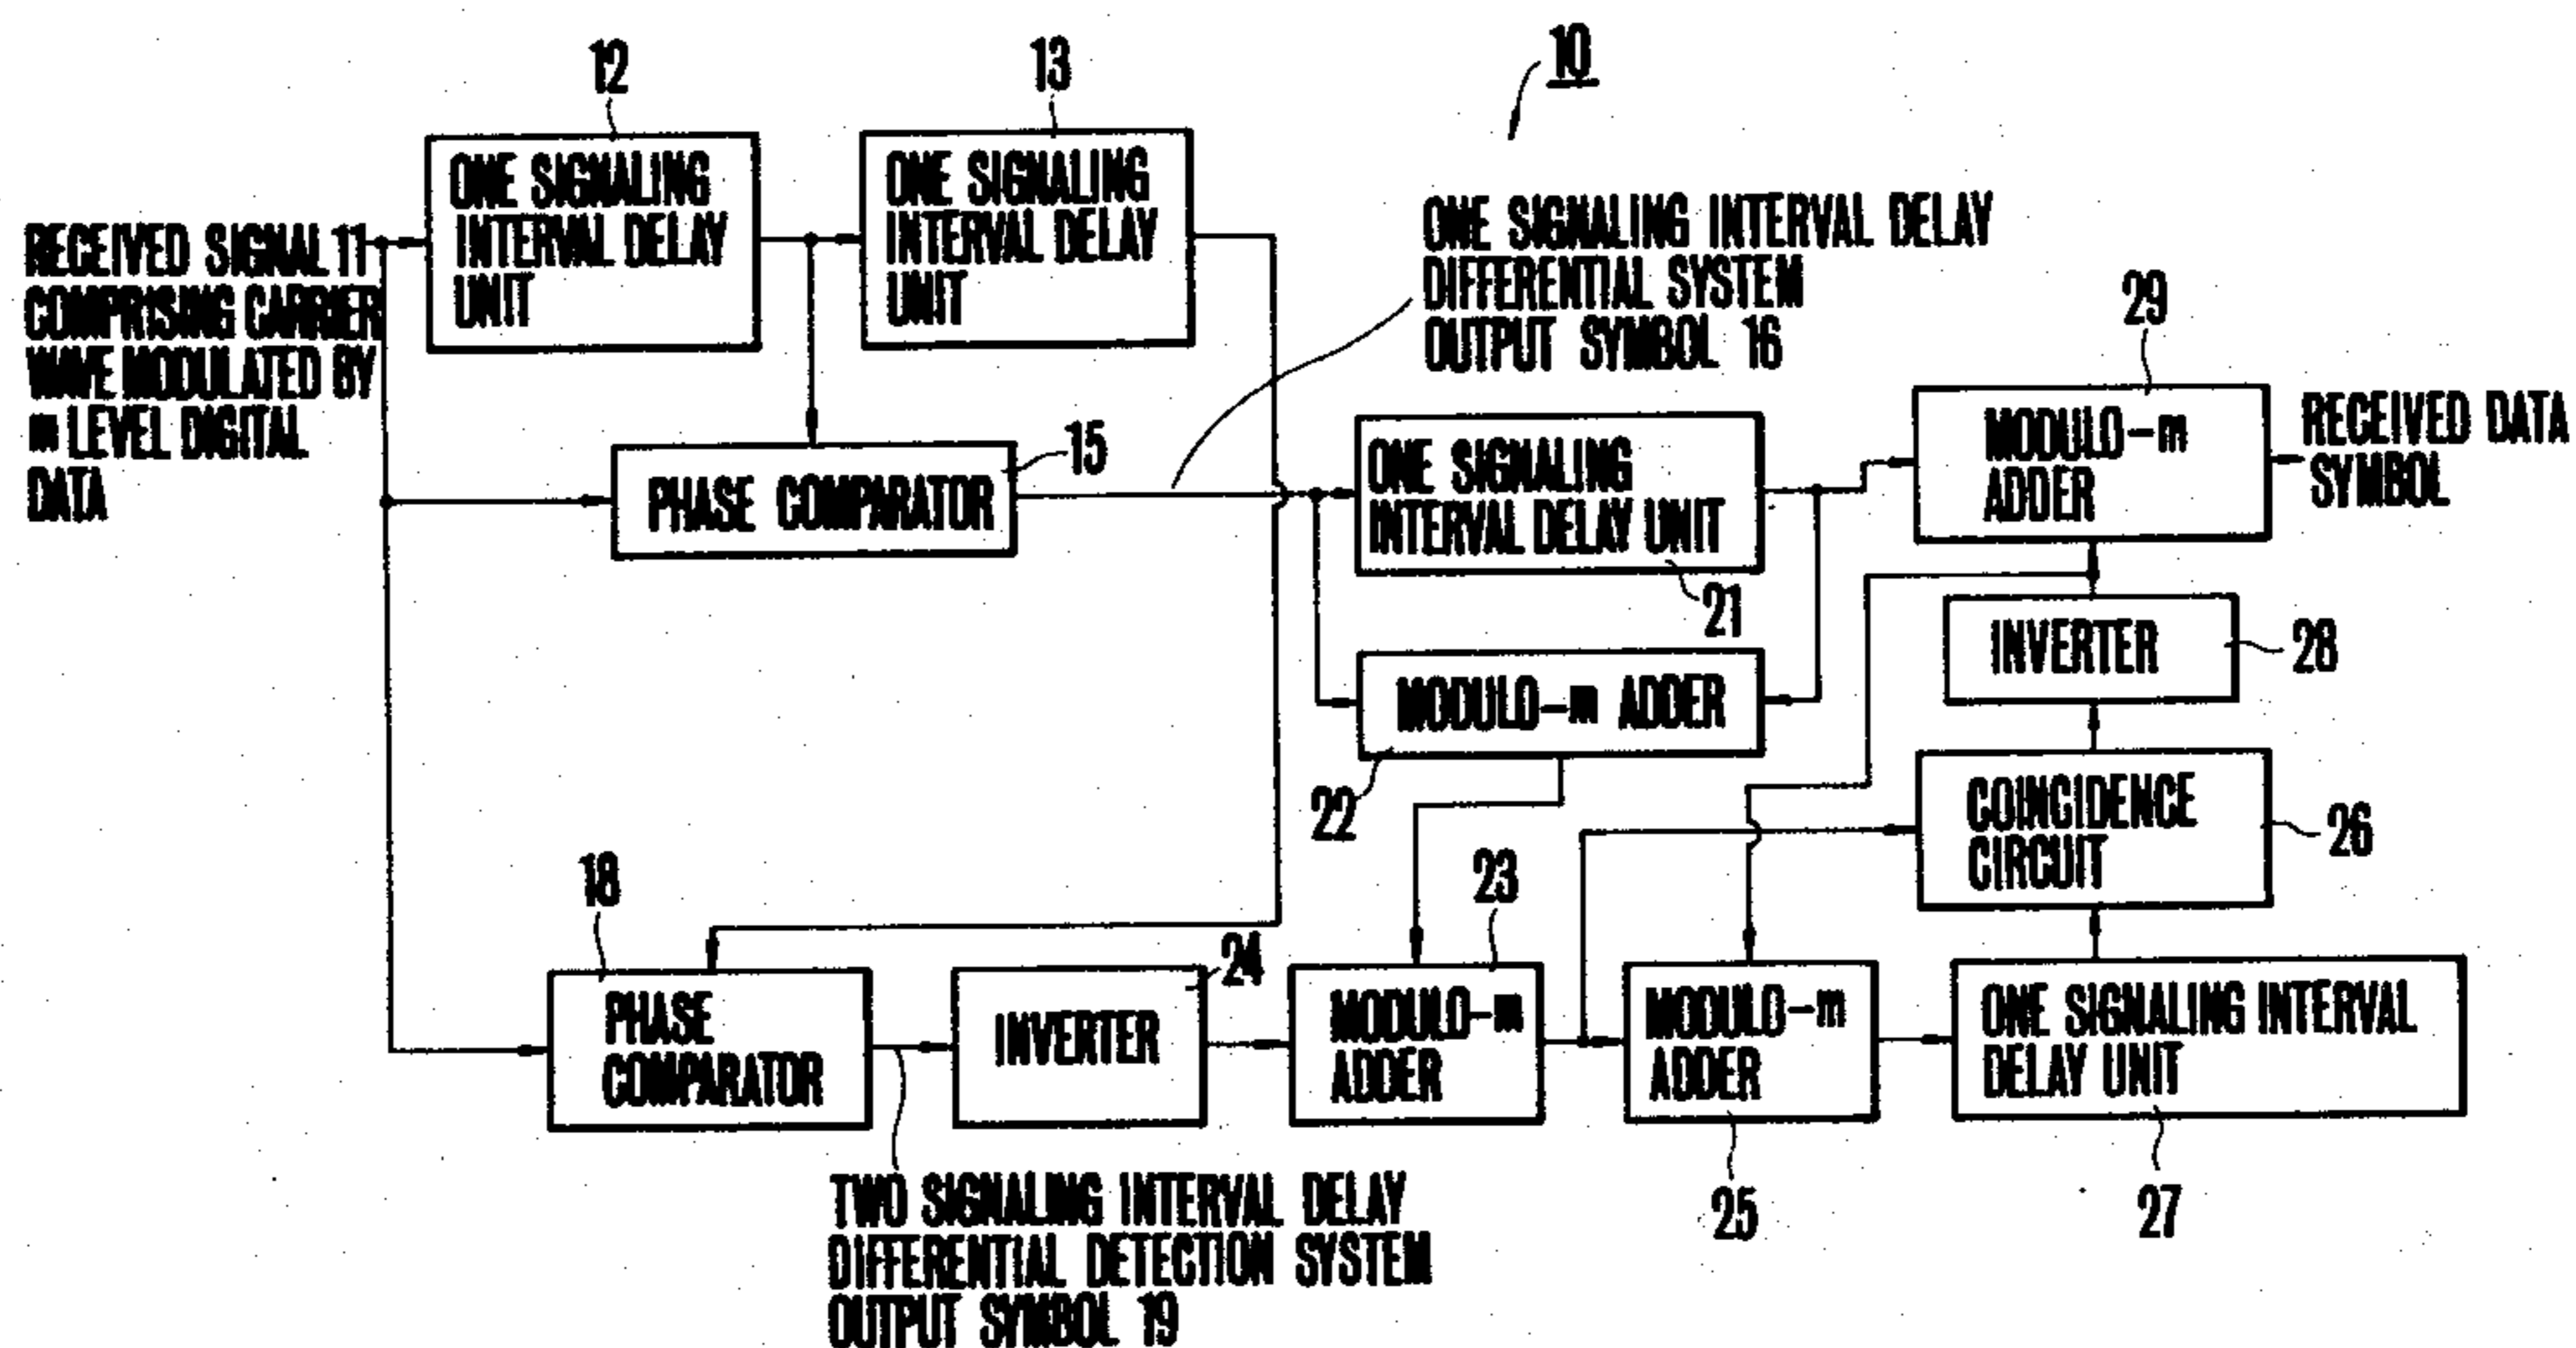 10
12
13
ONE SIGNALING
INTERVAL DELAY
UNIT
ONE SIGNALING
INTERVAL DELAY
UNIT
RECEIVED SIGNAL 11
COMPRISING CARRIER
WAVE MODULATED BY
m LEVEL DIGITAL
DATA
ONE SIGNALING INTERVAL DELAY
DIFFERENTIAL SYSTEM
OUTPUT SYMBOL 16
15
PHASE COMPARATOR
ONE SIGNALING
INTERVAL DELAY UNIT
21
29
MODULO-m
ADDER
RECEIVED DATA
SYMBOL
MODULO-m ADDER
22
INVERTER
28
COINCIDENCE
CIRCUIT
26
18
PHASE
COMPARATOR
24
INVERTER
23
MODULO-m
ADDER
MODULO-m
ADDER
25
ONE SIGNALING INTERVAL
DELAY UNIT
27
TWO SIGNALING INTERVAL DELAY
DIFFERENTIAL DETECTION SYSTEM
OUTPUT SYMBOL 19